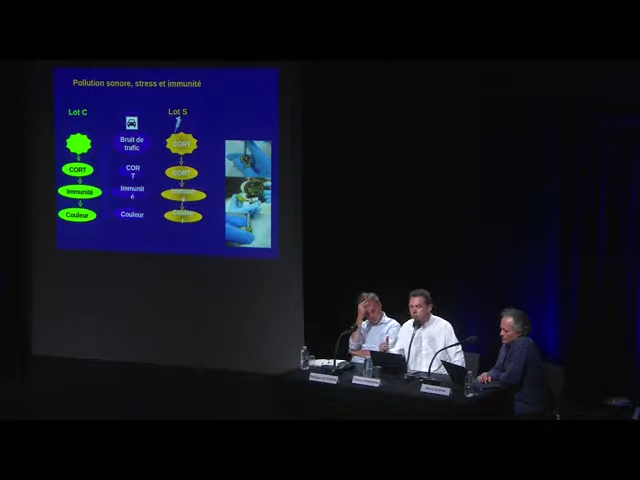 Pollution sonore, stress et immunité
Lot C
Lot S
Bruit de
trafic
CORT
CORT
COR
T
CORT
Immunité
Immunit
é
Couleur
Couleur